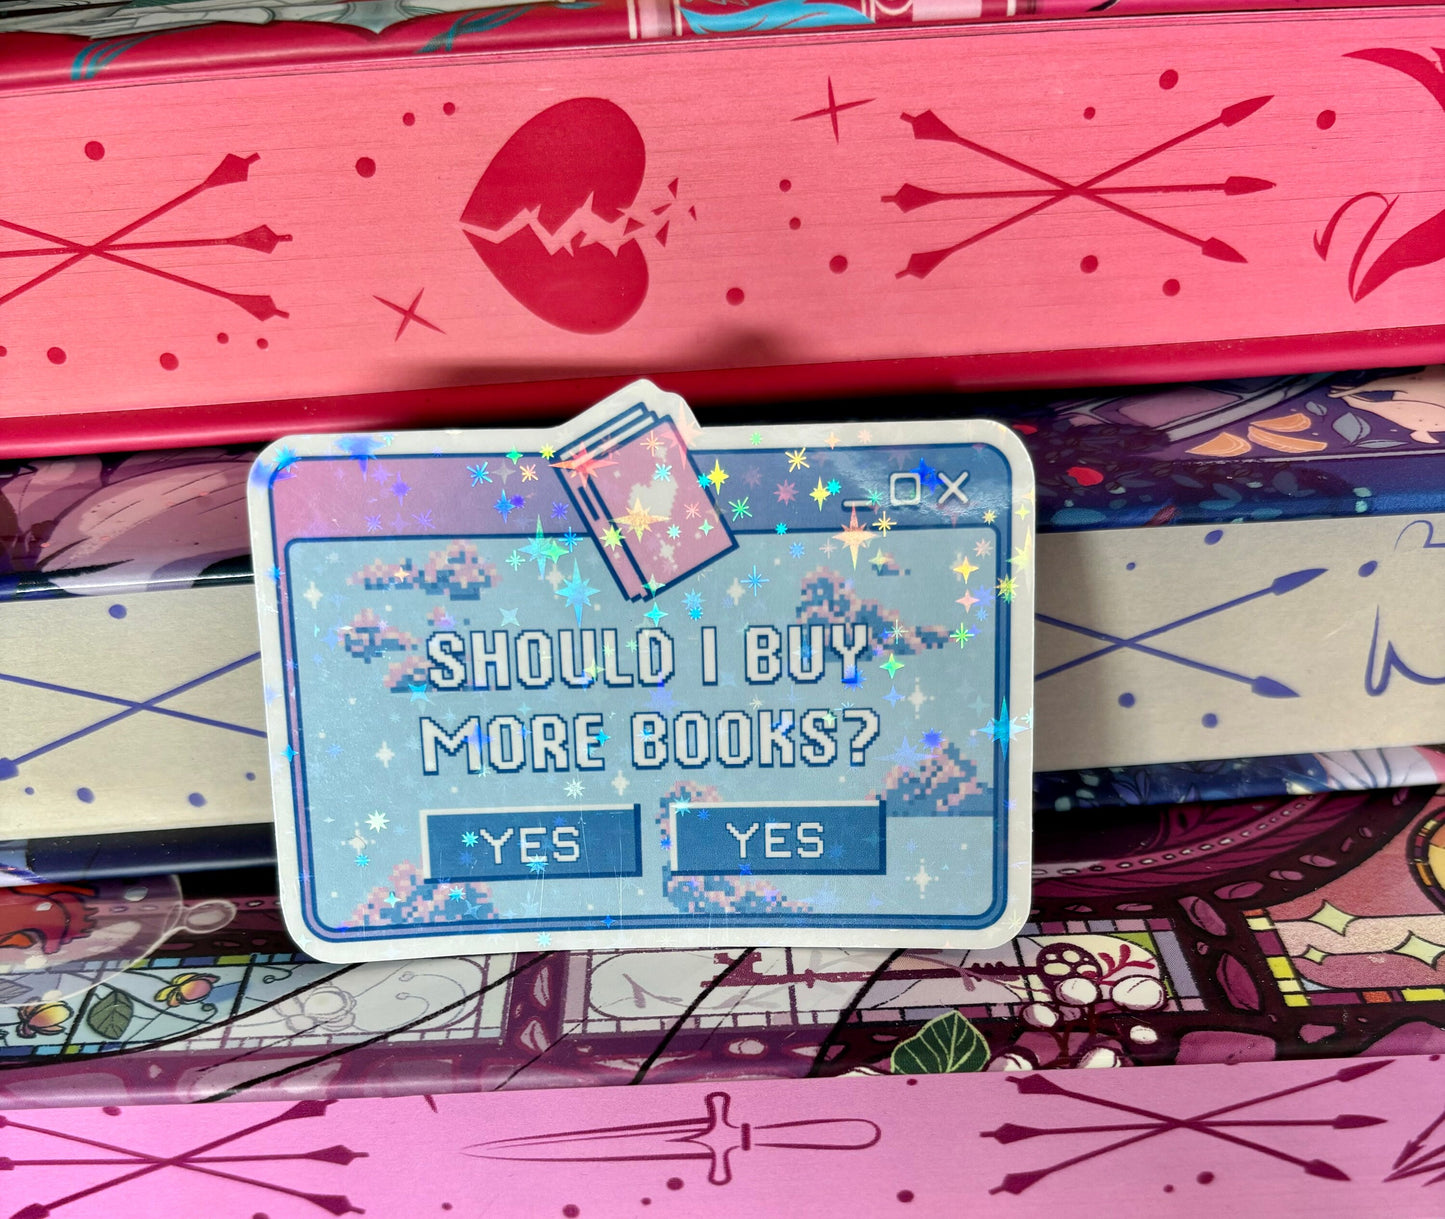 SHOULD I BUY
MORE BOOKS?
YES YES